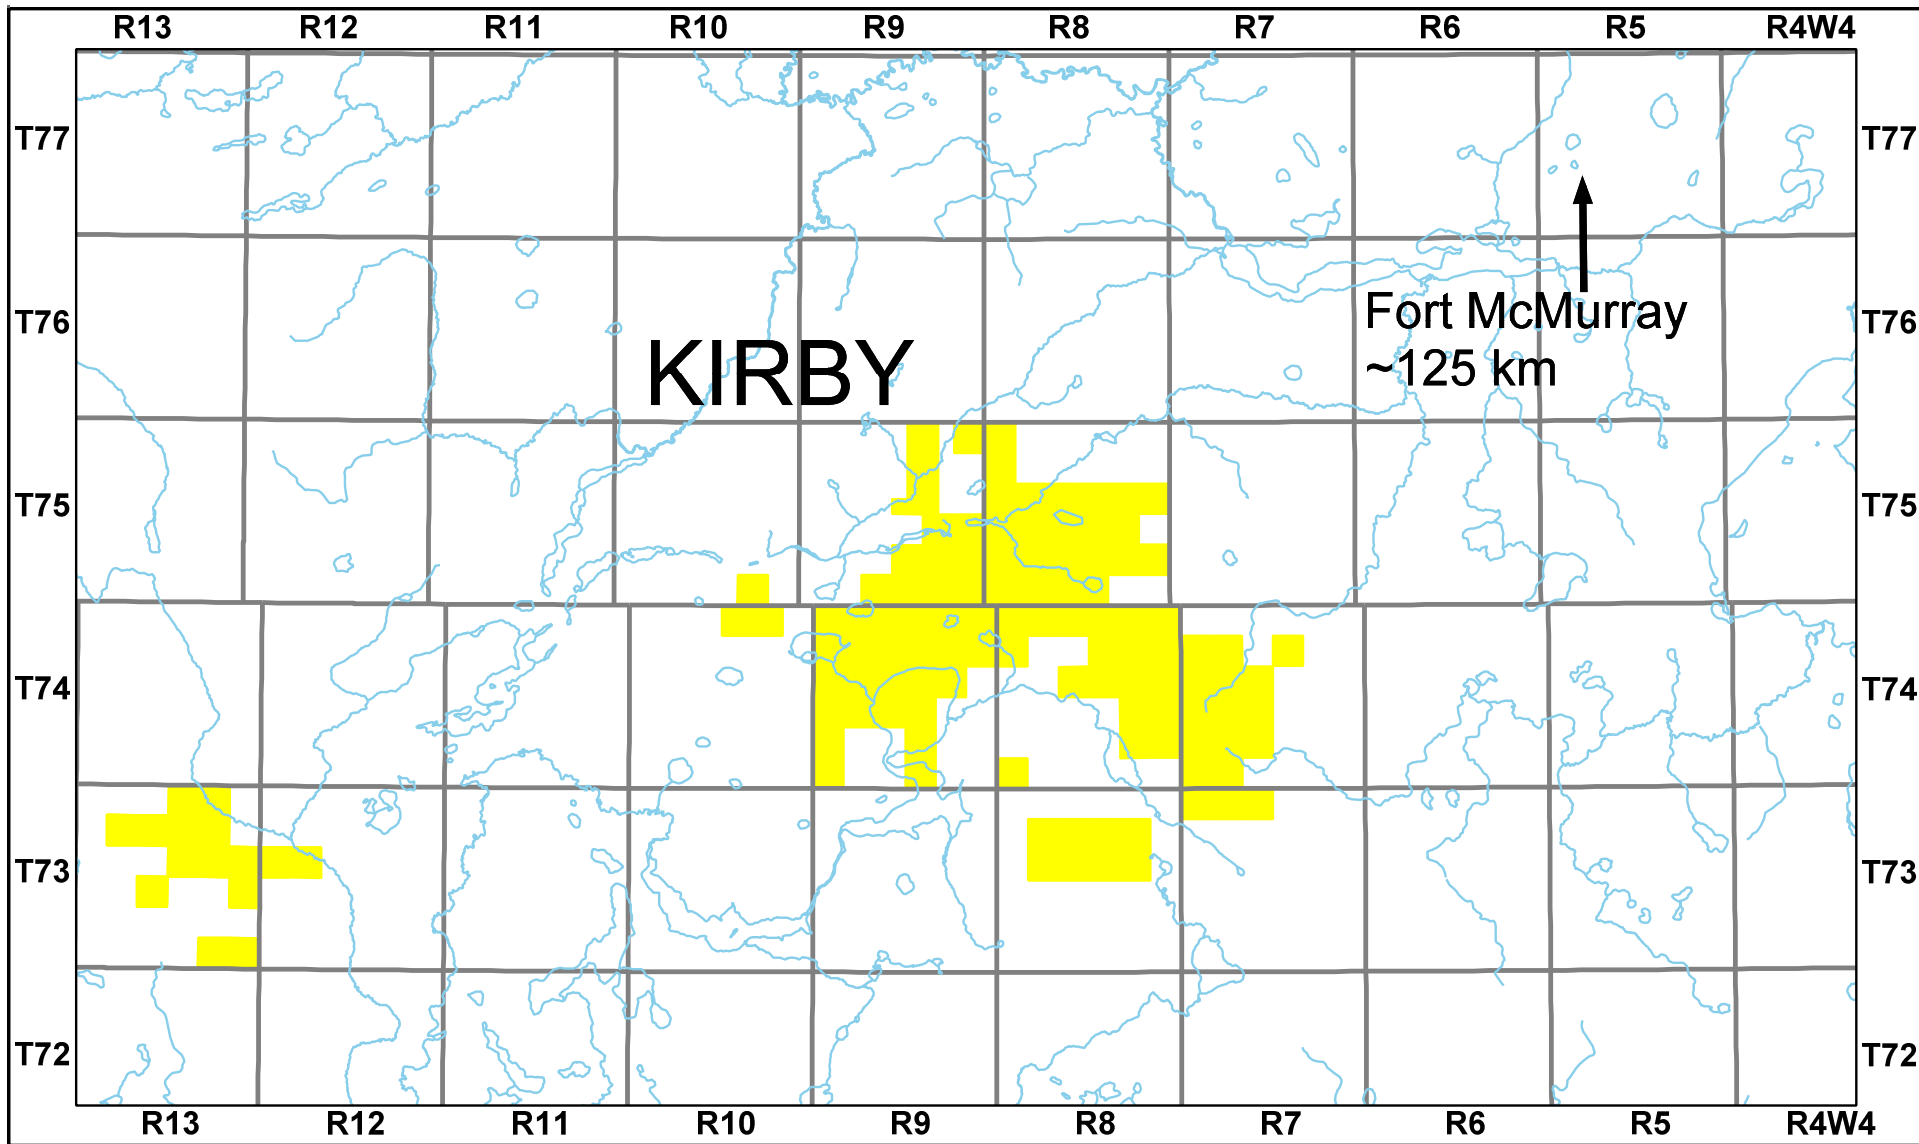 R13 R12 R11 R10 R9 R8 R7 R6 R5 R4W4
T77 T77
T76 T76
Fort McMurray
~125 km
KIRBY
T75 T75
T74 T74
T73 T73
T72 T72
R13 R12 R11 R10 R9 R8 R7 R6 R5 R4W4